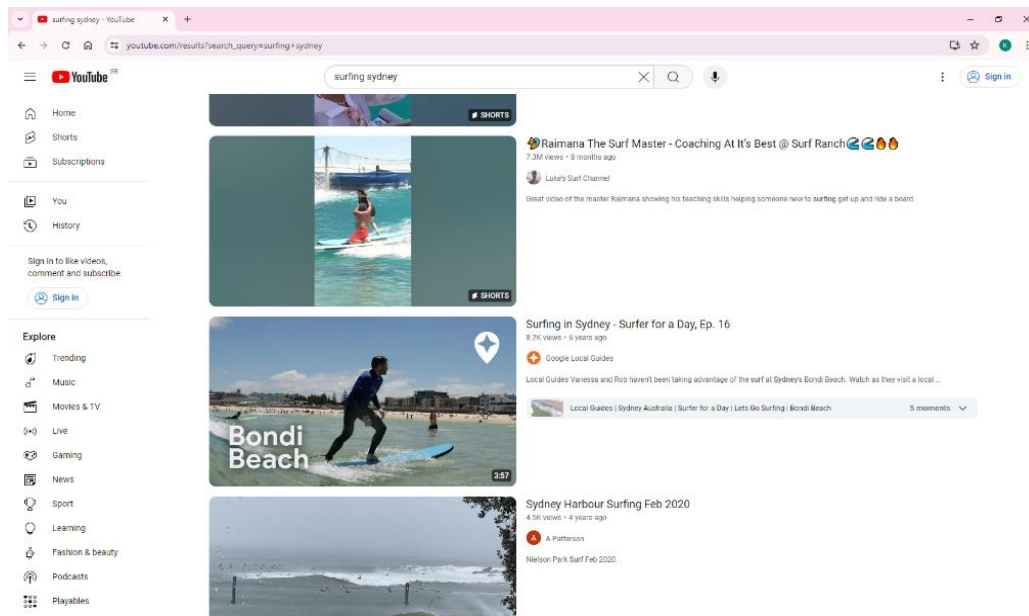 surfing sydney - YouTube
youtube.com/results?search_query=surfing+sydney
YouTube GB
surfing sydney
Sign in
Home
Shorts
Subscriptions
You
History
Sign in to like videos,
comment and subscribe.
Sign in
Explore
Trending
Music
Movies & TV
Live
Gaming
News
Sport
Learning
Fashion & beauty
Podcasts
Playables
SHORTS
Raimana The Surf Master - Coaching At It's Best @ Surf Ranch
7.3M views • 8 months ago
Luke's Surf Channel
Great video of the master Raimana showing his teaching skills helping someone new to surfing get up and ride a board.
SHORTS
Surfing in Sydney - Surfer for a Day, Ep. 16
8.2K views • 6 years ago
Google Local Guides
Local Guides Vanessa and Rob haven't been taking advantage of the surf at Sydney's Bondi Beach. Watch as they visit a local ...
Local Guides | Sydney Australia | Surfer for a Day | Lets Go Surfing | Bondi Beach
5 moments
Bondi
Beach
3:57
Sydney Harbour Surfing Feb 2020
4.5K views • 4 years ago
A
A Patterson
Nielson Park Surf Feb 2020.